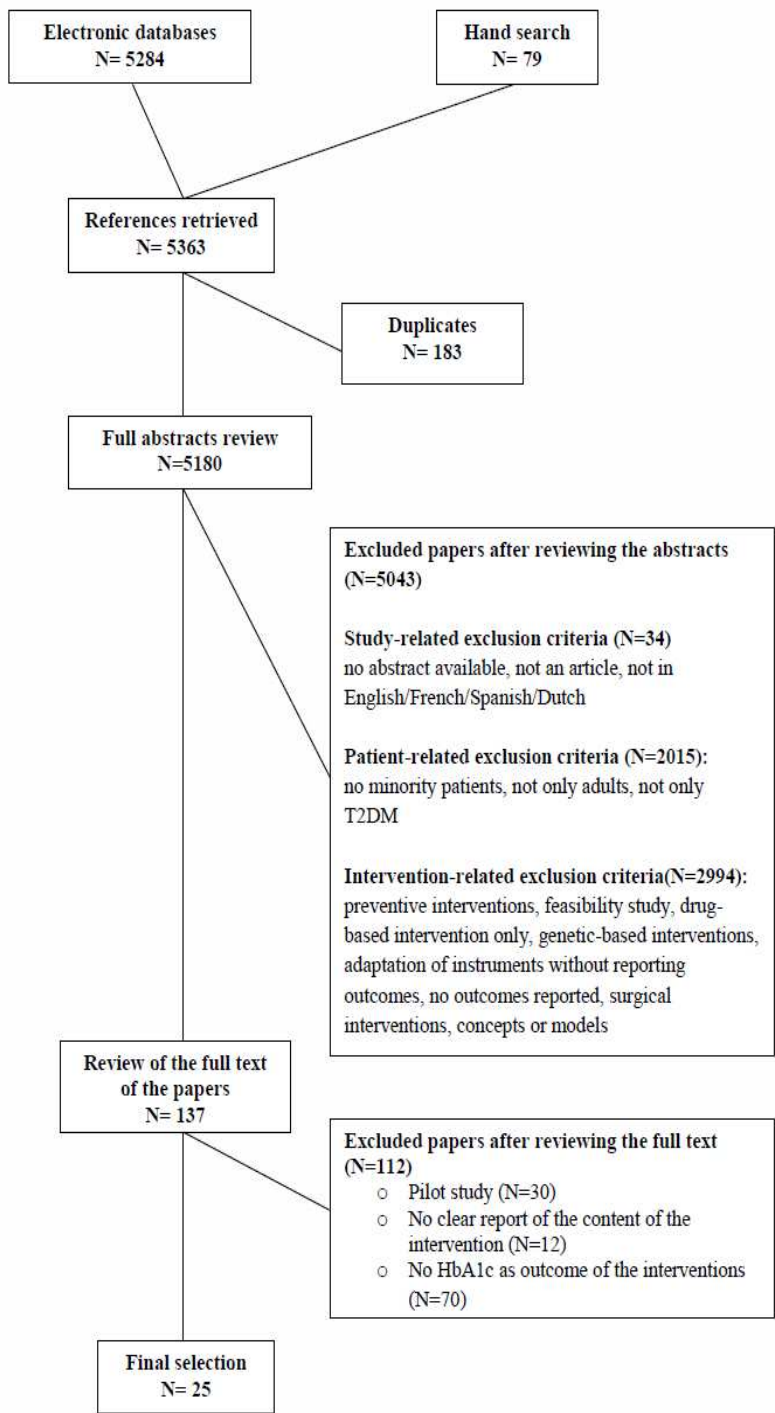 Electronic databases
N= 5284
Hand search
N= 79
References retrieved
N= 5363
Duplicates
N= 183
Full abstracts review
N=5180
Excluded papers after reviewing the abstracts
(N=5043)
Study-related exclusion criteria (N=34)
no abstract available, not an article, not in
English/French/Spanish/Dutch
Patient-related exclusion criteria (N=2015):
no minority patients, not only adults, not only
T2DM
Intervention-related exclusion criteria(N=2994):
preventive interventions, feasibility study, drug-
based intervention only, genetic-based interventions,
adaptation of instruments without reporting
outcomes, no outcomes reported, surgical
interventions, concepts or models
Review of the full text
of the papers
N= 137
Excluded papers after reviewing the full text
(N=112)
o Pilot study (N=30)
o No clear report of the content of the
intervention (N=12)
o No HbA1c as outcome of the interventions
(N=70)
Final selection
N= 25